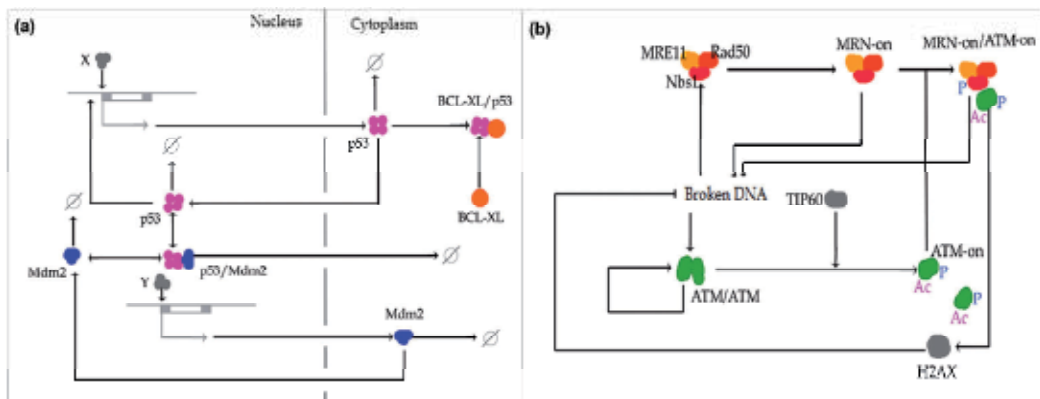 (a)
Nucleus
Cytoplasm
X
∅
BCL-XL/p53
p53
∅
∅
p53
BCL-XL
Mdm2
p53/Mdm2
∅
Y
Mdm2
∅
(b)
MRE11
Rad50
Nbs1
MRN-on
MRN-on/ATM-on
P
P
Ac
Broken DNA
TIP60
ATM-on
P
Ac
ATM/ATM
P
Ac
H2AX